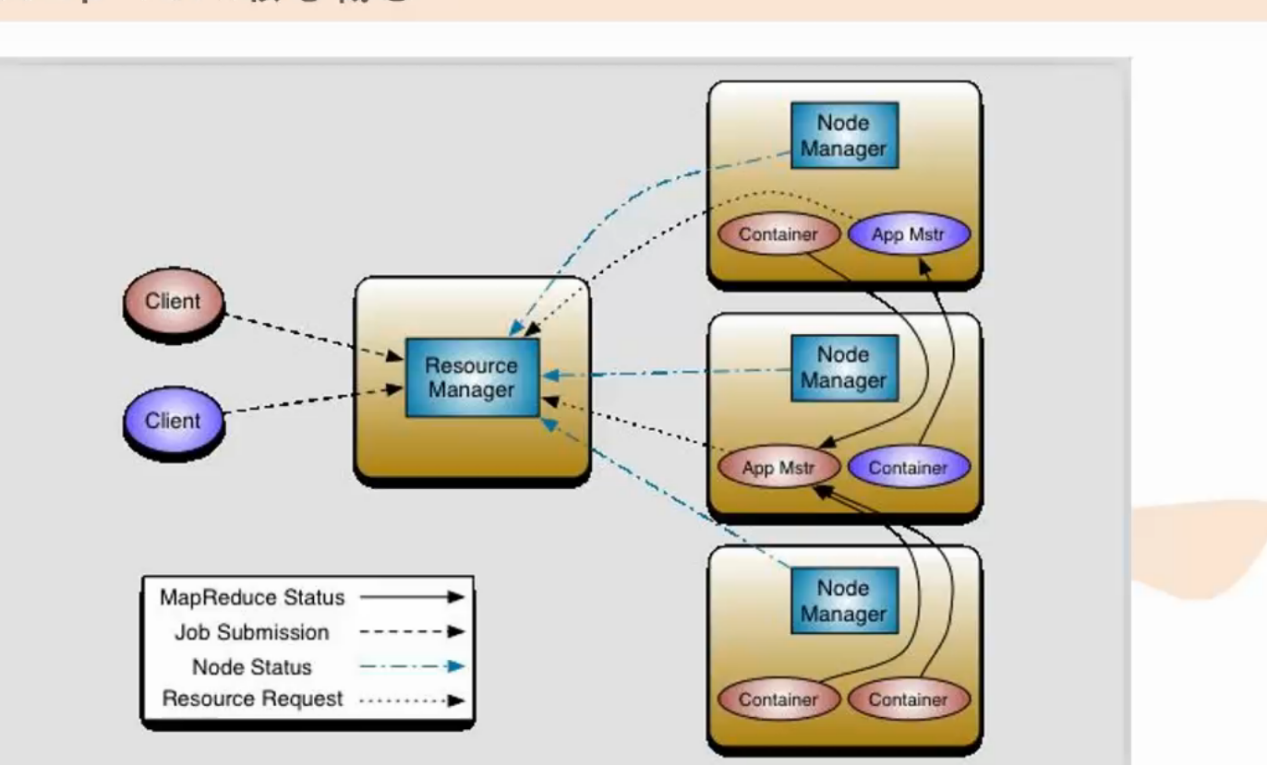 Node
Manager
Container
App Mstr
Client
Client
Resource
Manager
Node
Manager
App Mstr
Container
Node
Manager
Container
Container
MapReduce Status
Job Submission
Node Status
Resource Request